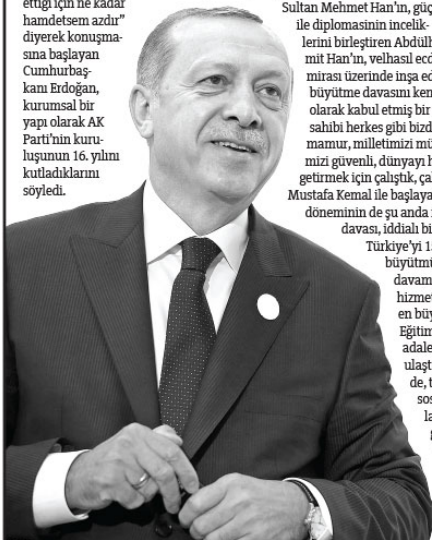 ettiği için ne kadar
hamdetsem azdır”
diyerek konuşma-
sına başlayan
Cumhurbaş-
kanı Erdoğan,
kurumsal bir
yapı olarak AK
Parti’nin kuru-
luşunun 16. yılını
kutladıklarını
söyledi.
Sultan Mehmet Han’ın, güç
ile diplomasinin incelik-
lerini birleştiren Abdülh
mit Han’ın, velhasıl ecd
mirası üzerinde inşa ed
büyütme davasını ken
olarak kabul etmiş bir
sahibi herkes gibi bizd
mamur, milletimizi mü
mizi güvenli, dünyayı h
getirmek için çalıştık, çal
Mustafa Kemal ile başlaya
döneminin de şu anda
davası, iddialı bi
Türkiye’yi 1
büyütmü
davam
hizmet
en büy
Eğitim
adale
ulaşt
de, t
sos
la